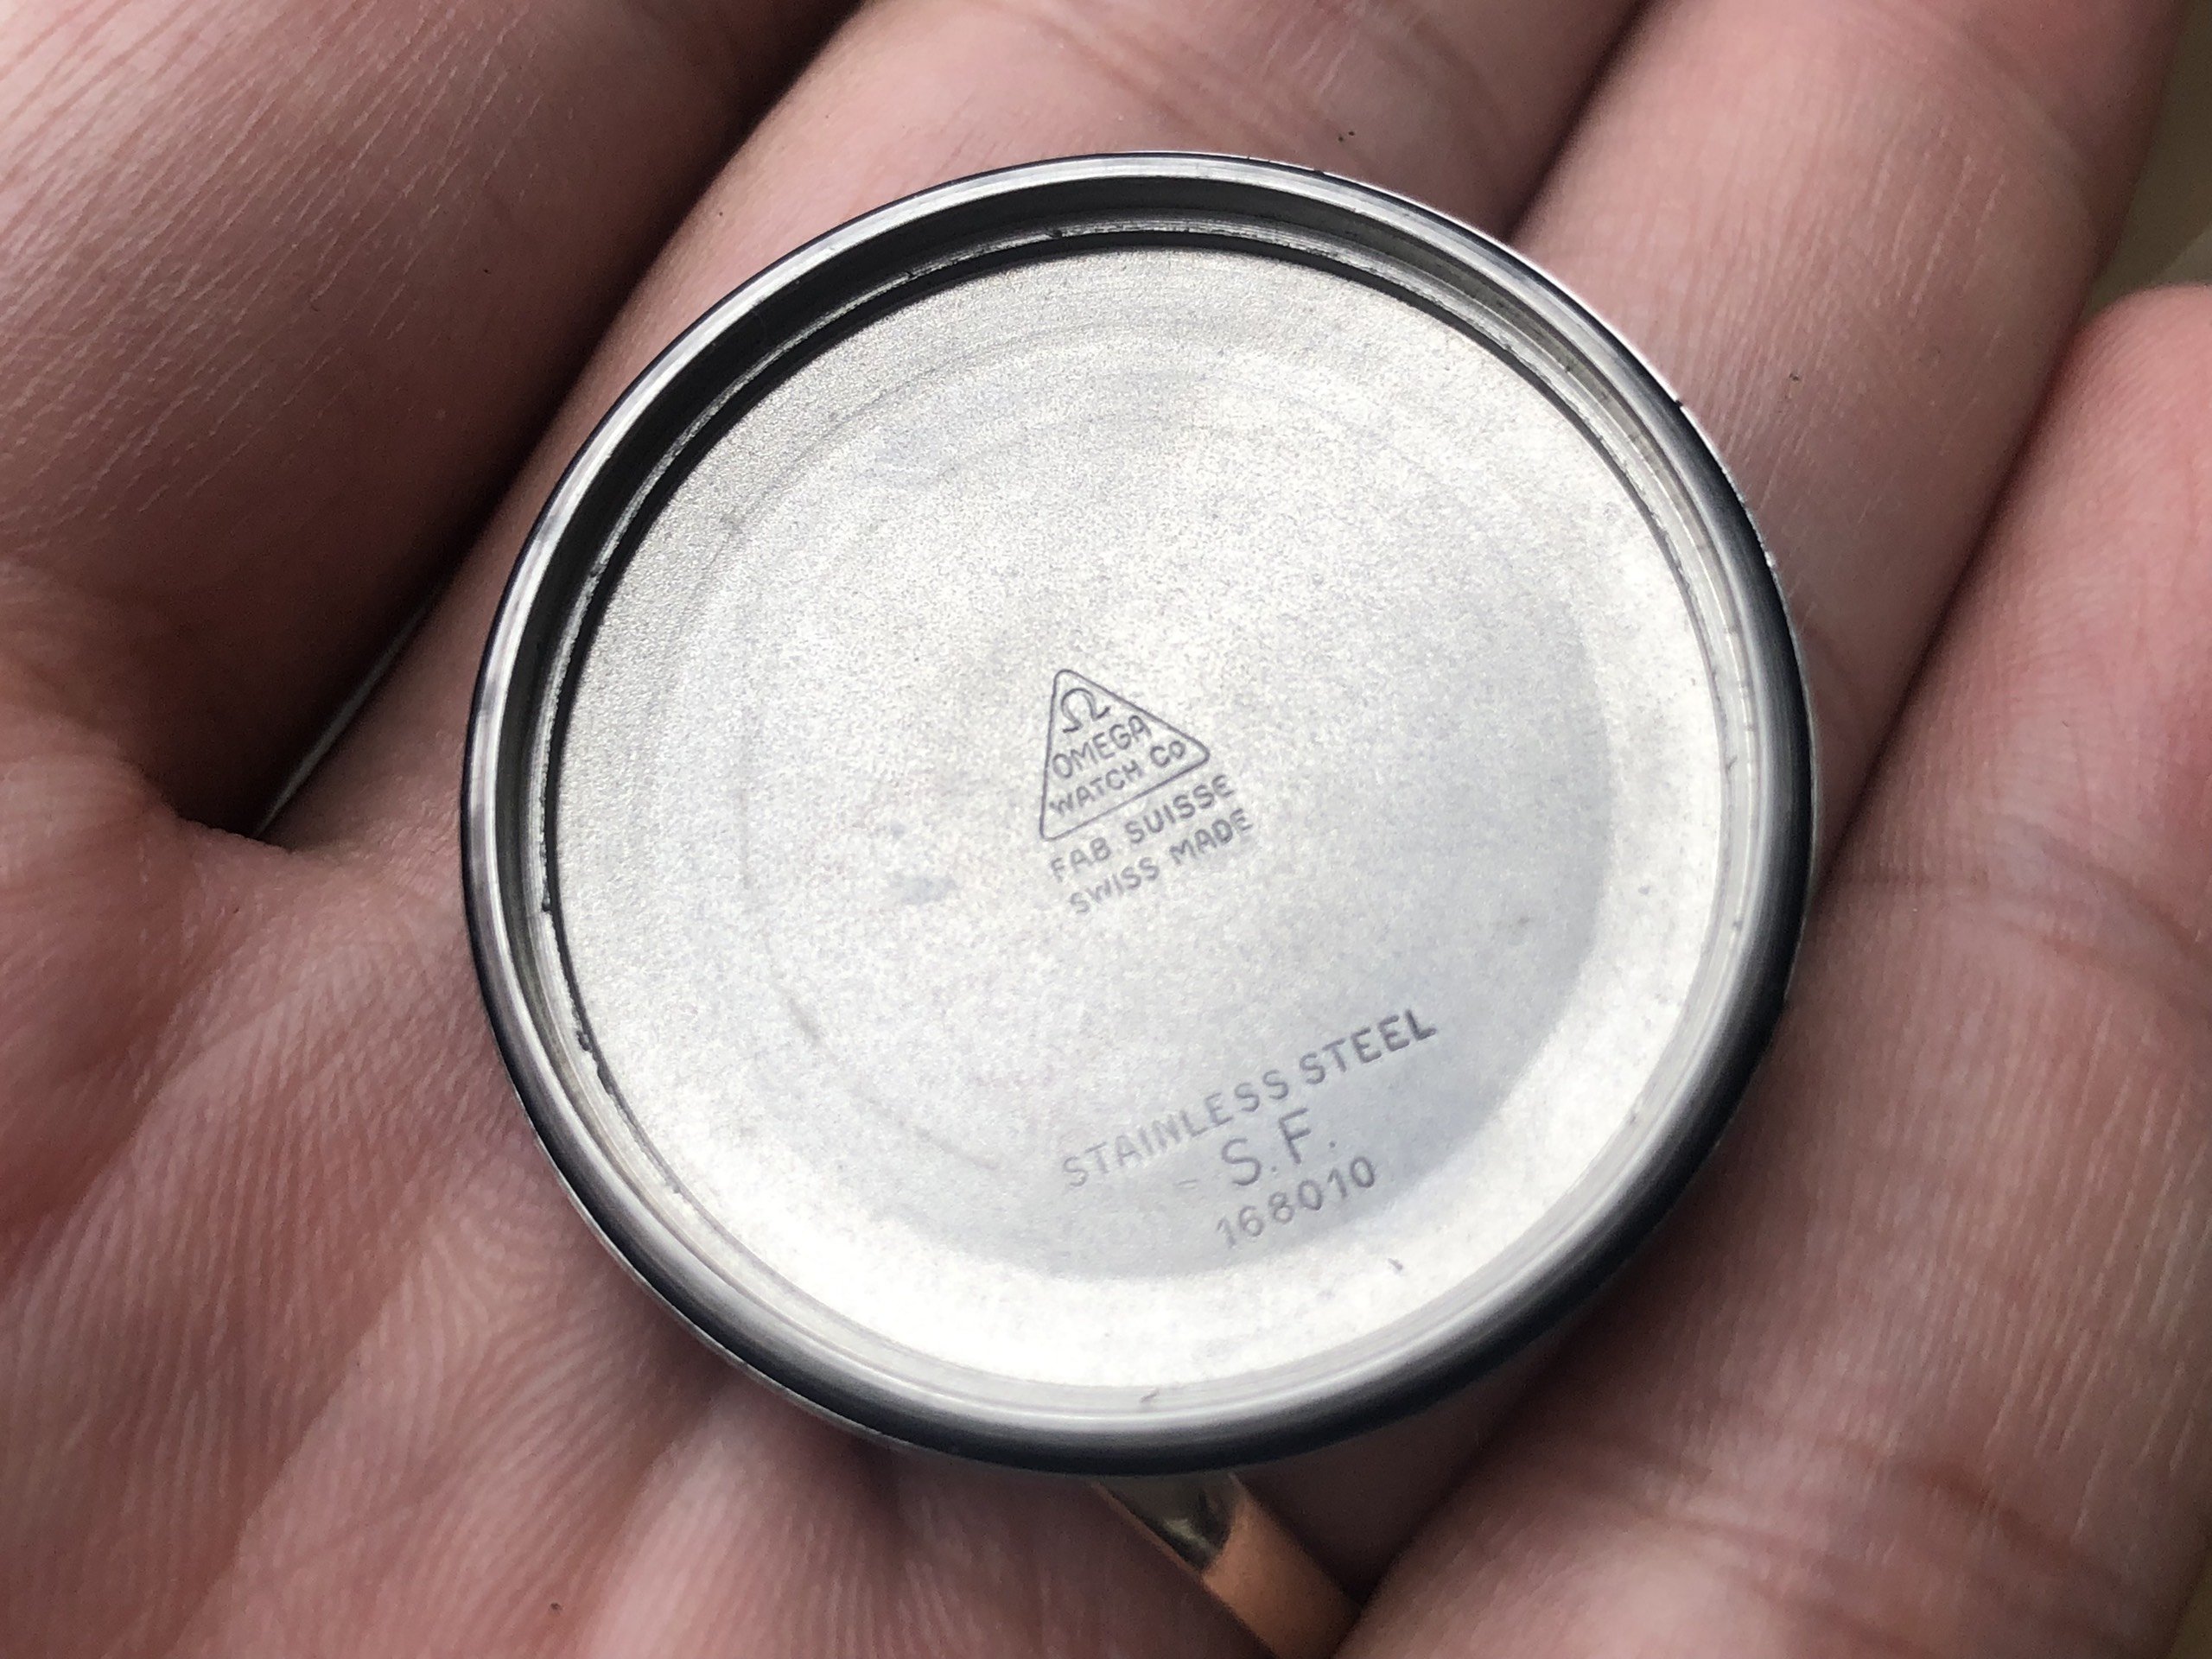 Ω
OMEGA
WATCH Co
FAB SUISSE
SWISS MADE
STAINLESS STEEL
S.F.
168010